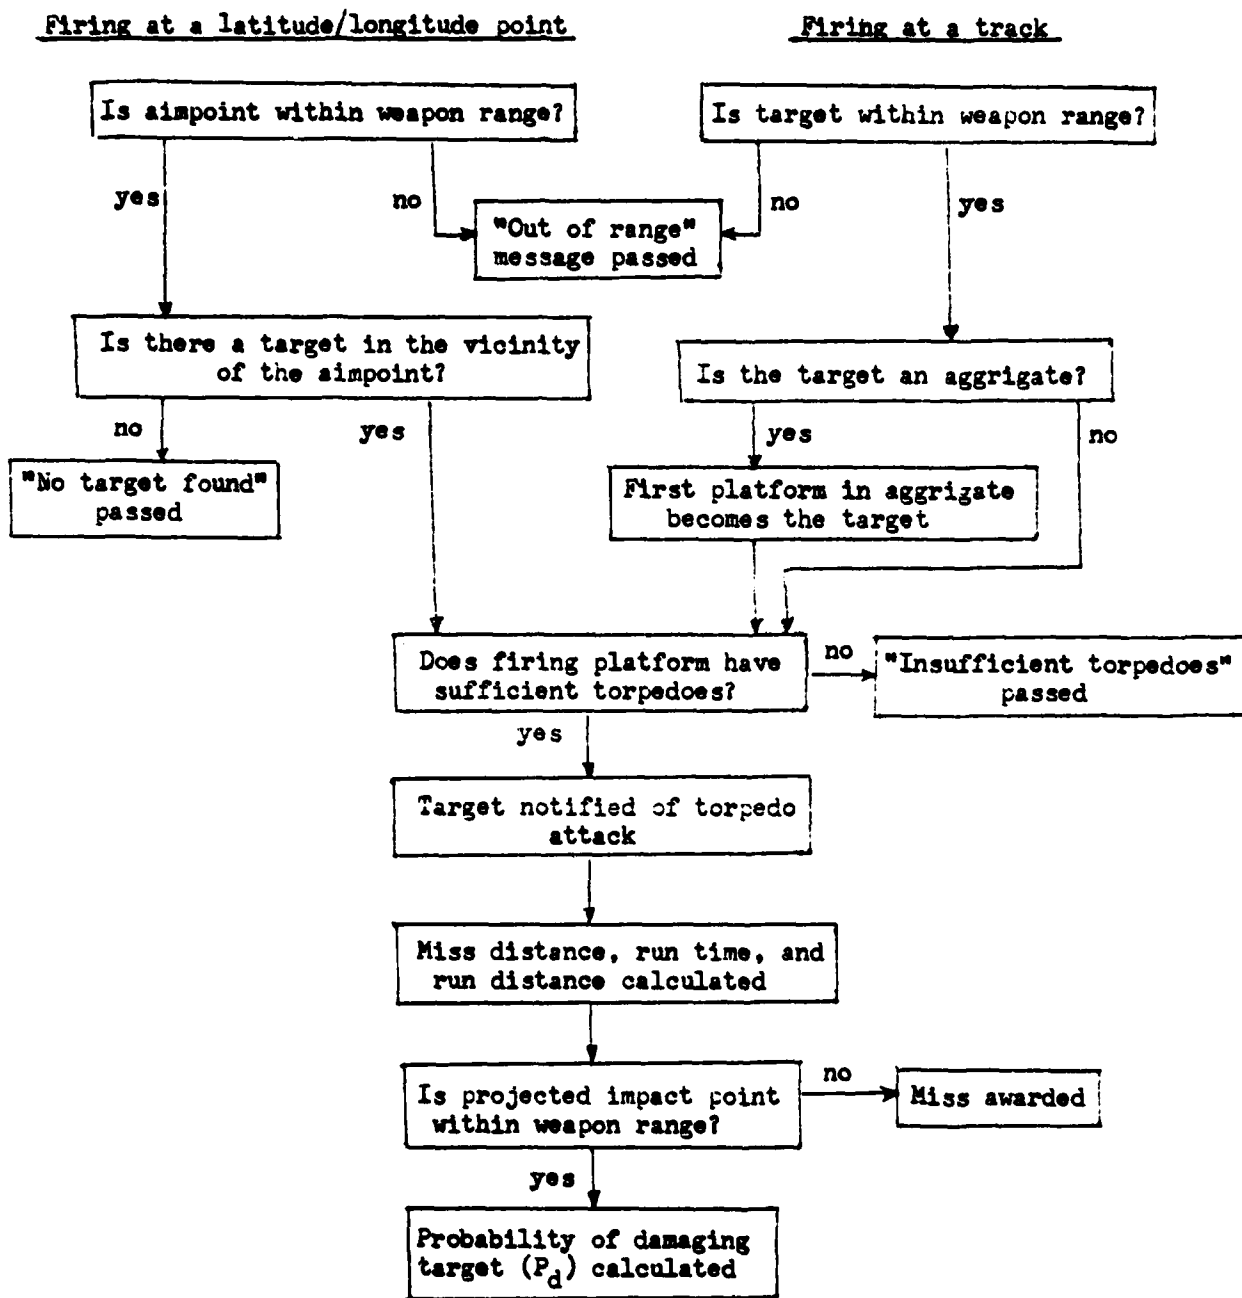 Firing at a latitude/longitude point
Firing at a track
Is aimpoint within weapon range?
Is target within weapon range?
yes
no
no
yes
"Out of range"
message passed
Is there a target in the vicinity
of the aimpoint?
Is the target an aggrigate?
no
yes
yes
no
"No target found"
passed
First platform in aggrigate
becomes the target
Does firing platform have
sufficient torpedoes?
no
"Insufficient torpedoes"
passed
yes
Target notified of torpedo
attack
Miss distance, run time, and
run distance calculated
Is projected impact point
within weapon range?
no
Miss awarded
yes
Probability of damaging
target (P_d) calculated